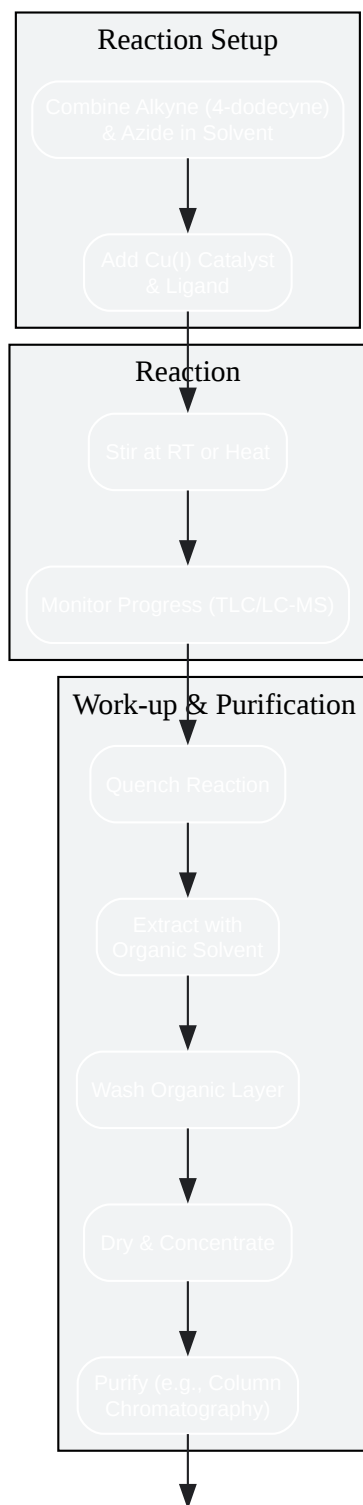 Reaction Setup
Combine Alkyne (4-dodecyne)
& Azide in Solvent
Add Cu(I) Catalyst
& Ligand
Reaction
Stir at RT or Heat
Monitor Progress (TLC/LC-MS)
Work-up & Purification
Quench Reaction
Extract with
Organic Solvent
Wash Organic Layer
Dry & Concentrate
Purify (e.g., Column
Chromatography)